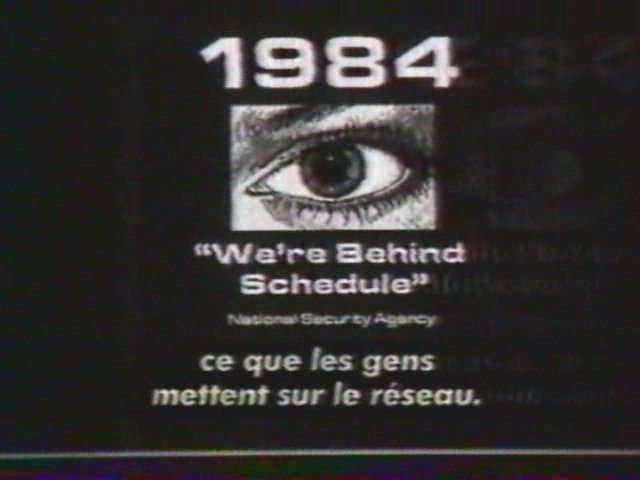 1984
“We're Behind
Schedule”
National Security Agency
ce que les gens
mettent sur le réseau.